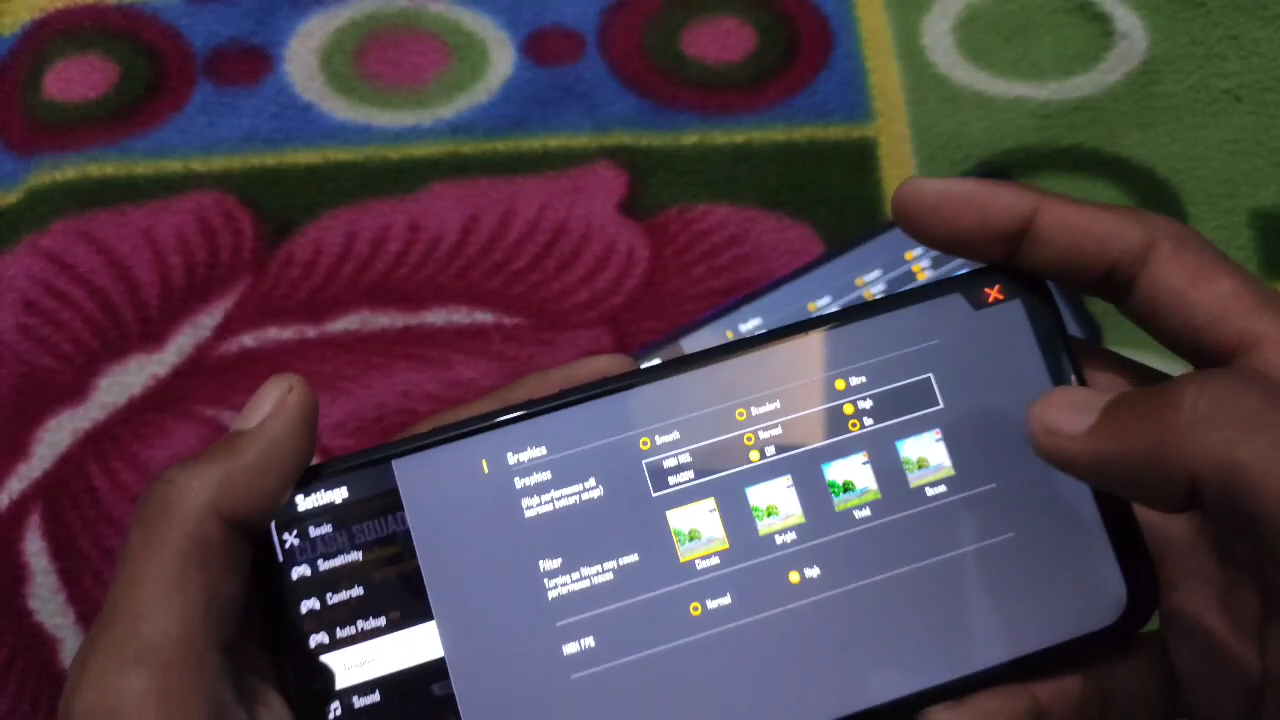 Settings
CLASH SQUAD
Basic
Sensitivity
Controls
Auto Pickup
Graphics
Sound
Graphics
Graphics
(High performance will
increase battery usage)
Smooth
Standard
Ultra
HIGH RES.
Normal
High
SHADOW
Off
On
Filter
Turning on filters may cause
performance issues
Classic
Bright
Vivid
Ocean
HIGH FPS
Normal
High